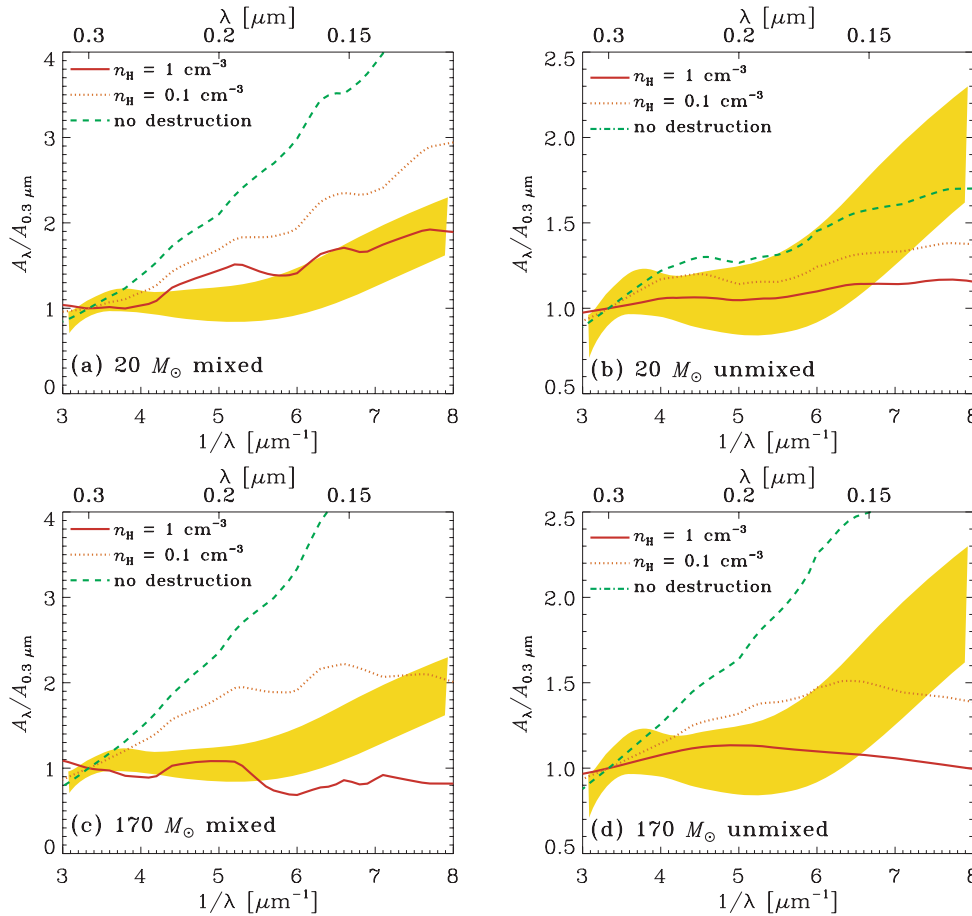 λ [μm]
0.3 0.2 0.15
4
3
2
1
0
A_λ/A_0.3 μm
n_H = 1 cm⁻³
n_H = 0.1 cm⁻³
no destruction
(a) 20 M_⊙ mixed
3 4 5 6 7 8
1/λ [μm⁻¹]
λ [μm]
0.3 0.2 0.15
2.5
2.0
1.5
1.0
0.5
A_λ/A_0.3 μm
n_H = 1 cm⁻³
n_H = 0.1 cm⁻³
no destruction
(b) 20 M_⊙ unmixed
3 4 5 6 7 8
1/λ [μm⁻¹]
λ [μm]
0.3 0.2 0.15
4
3
2
1
0
A_λ/A_0.3 μm
n_H = 1 cm⁻³
n_H = 0.1 cm⁻³
no destruction
(c) 170 M_⊙ mixed
3 4 5 6 7 8
1/λ [μm⁻¹]
λ [μm]
0.3 0.2 0.15
2.5
2.0
1.5
1.0
0.5
A_λ/A_0.3 μm
n_H = 1 cm⁻³
n_H = 0.1 cm⁻³
no destruction
(d) 170 M_⊙ unmixed
3 4 5 6 7 8
1/λ [μm⁻¹]